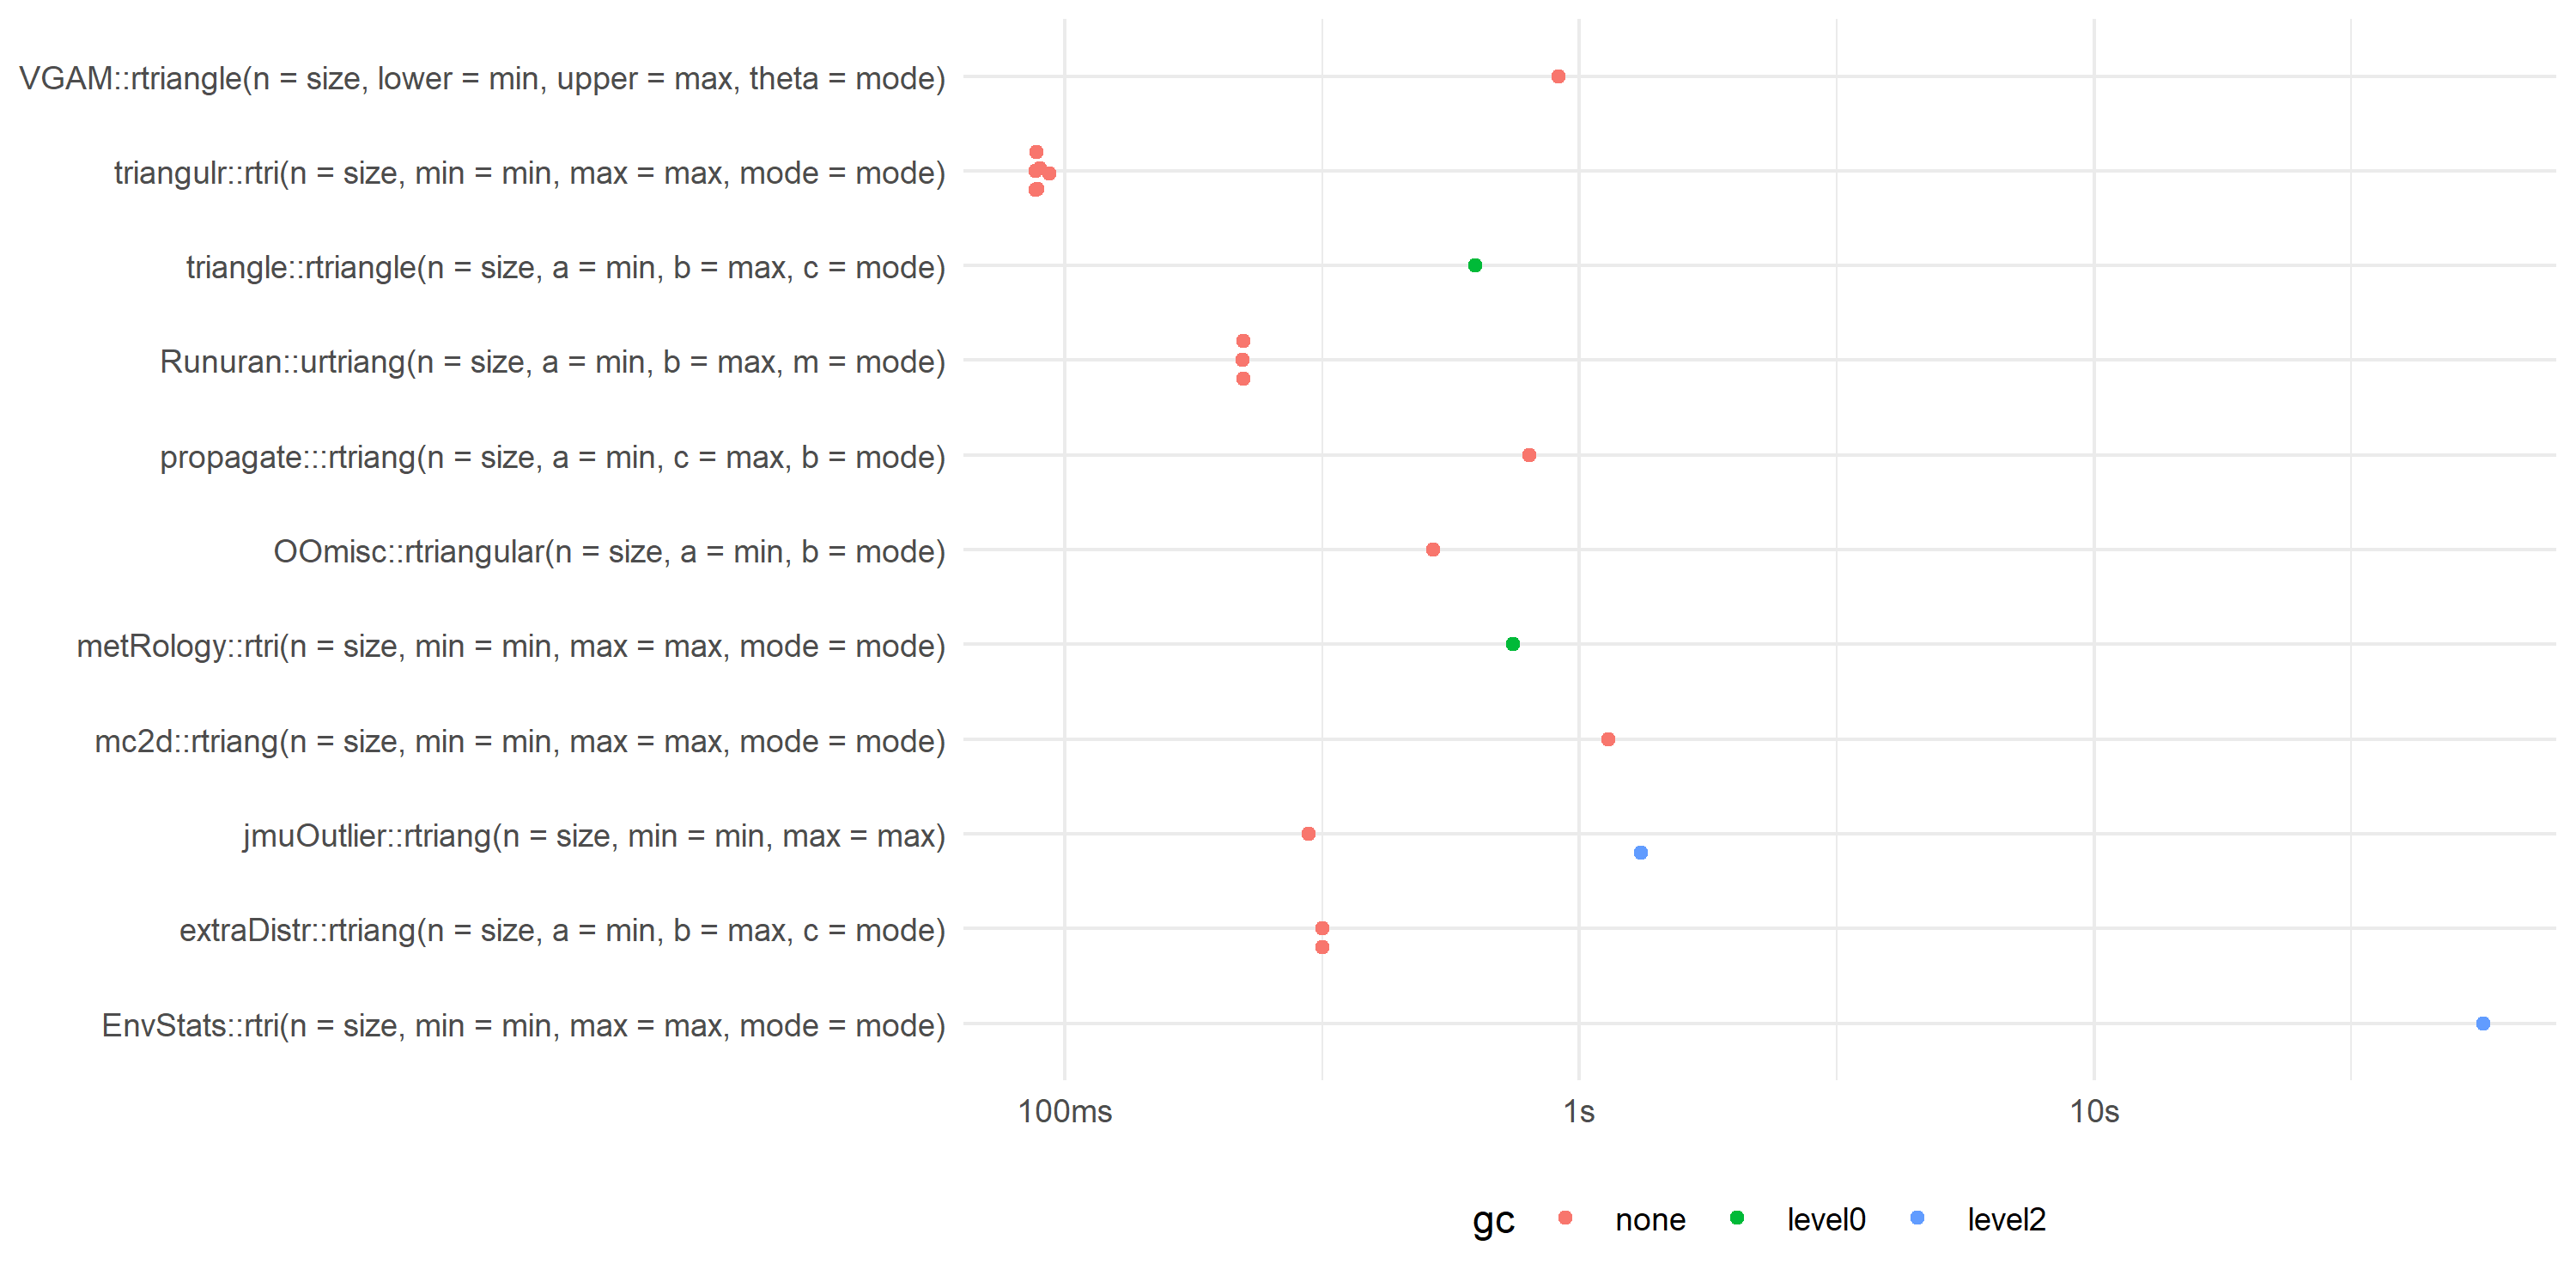 VGAM::rtriangle(n = size, lower = min, upper = max, theta = mode)
triangulr::rtri(n = size, min = min, max = max, mode = mode)
triangle::rtriangle(n = size, a = min, b = max, c = mode)
Runuran::urtriang(n = size, a = min, b = max, m = mode)
propagate:::rtriang(n = size, a = min, c = max, b = mode)
OOmisc::rtriangular(n = size, a = min, b = mode)
metRology::rtri(n = size, min = min, max = max, mode = mode)
mc2d::rtriang(n = size, min = min, max = max, mode = mode)
jmuOutlier::rtriang(n = size, min = min, max = max)
extraDistr::rtriang(n = size, a = min, b = max, c = mode)
EnvStats::rtri(n = size, min = min, max = max, mode = mode)
100ms 1s 10s
gc none level0 level2